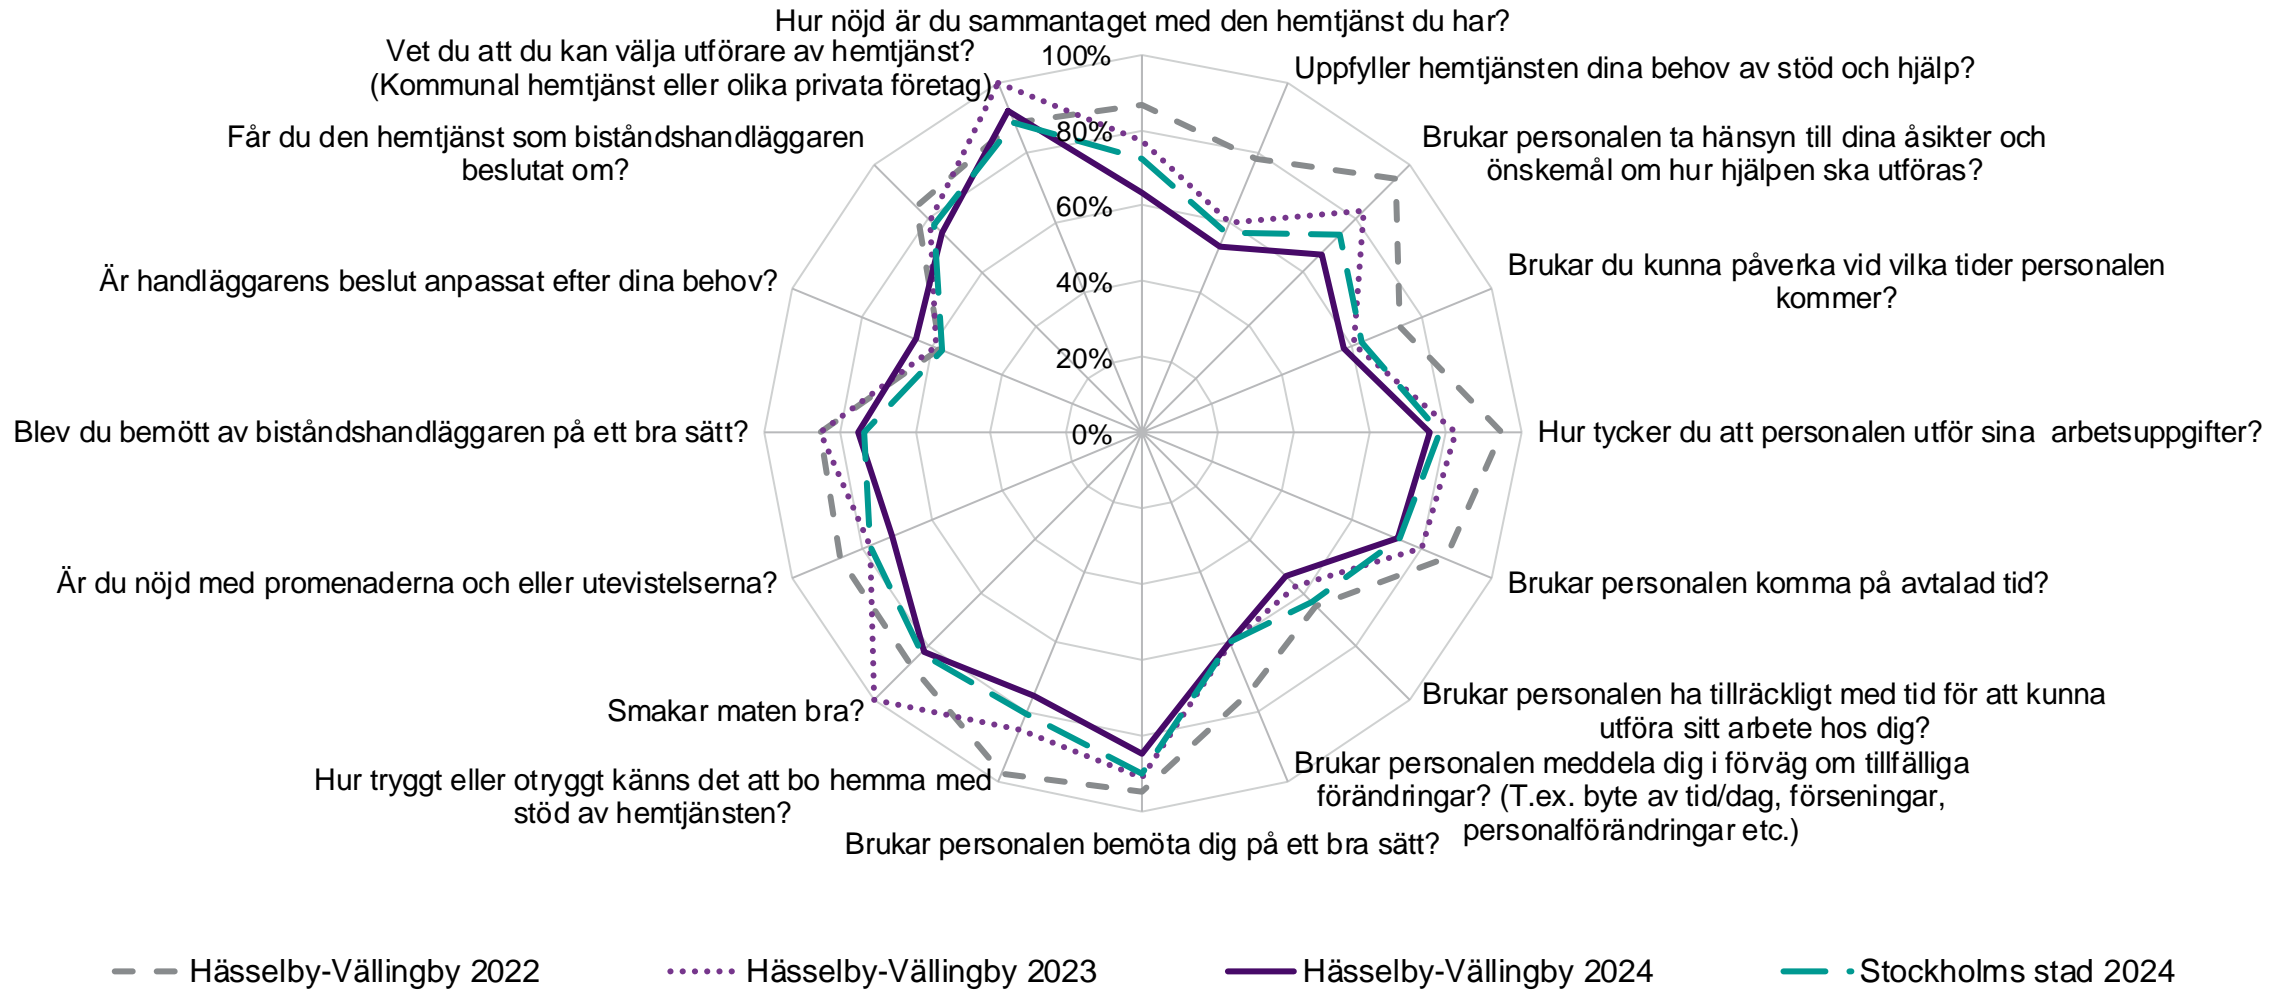 Hur nöjd är du sammantaget med den hemtjänst du har?
Vet du att du kan välja utförare av hemtjänst?
(Kommunal hemtjänst eller olika privata företag)
100%
Uppfyller hemtjänsten dina behov av stöd och hjälp?
Får du den hemtjänst som biståndshandläggaren
beslutat om?
80%
Brukar personalen ta hänsyn till dina åsikter och
önskemål om hur hjälpen ska utföras?
60%
Är handläggarens beslut anpassat efter dina behov?
40%
Brukar du kunna påverka vid vilka tider personalen
kommer?
20%
Blev du bemött av biståndshandläggaren på ett bra sätt?
0%
Hur tycker du att personalen utför sina  arbetsuppgifter?
Är du nöjd med promenaderna och eller utevistelserna?
Brukar personalen komma på avtalad tid?
Smakar maten bra?
Brukar personalen ha tillräckligt med tid för att kunna
utföra sitt arbete hos dig?
Hur tryggt eller otryggt känns det att bo hemma med
stöd av hemtjänsten?
Brukar personalen meddela dig i förväg om tillfälliga
förändringar? (T.ex. byte av tid/dag, förseningar,
personalförändringar etc.)
Brukar personalen bemöta dig på ett bra sätt?
Hässelby-Vällingby 2022
Hässelby-Vällingby 2023
Hässelby-Vällingby 2024
Stockholms stad 2024